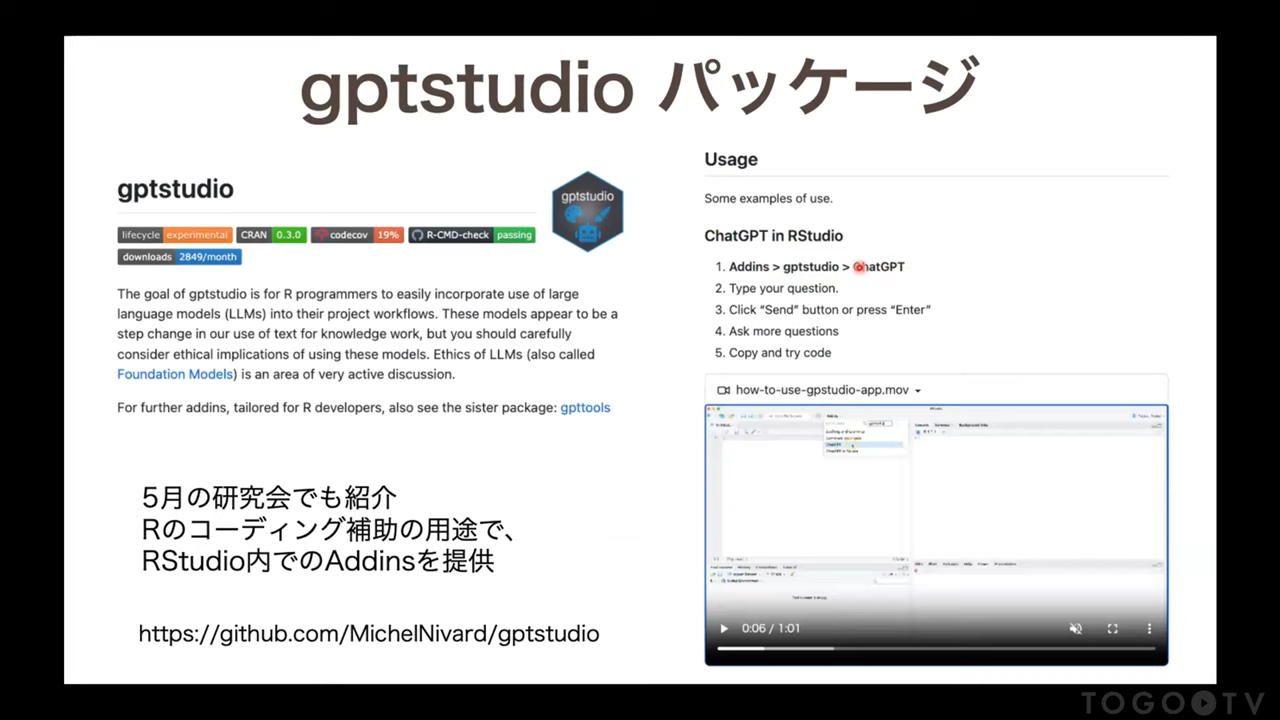 gptstudio パッケージ
gptstudio
gptstudio
lifecycle experimental CRAN 0.3.0 codecov 19% R-CMD-check passing
downloads 2849/month
The goal of gptstudio is for R programmers to easily incorporate use of large
language models (LLMs) into their project workflows. These models appear to be a
step change in our use of text for knowledge work, but you should carefully
consider ethical implications of using these models. Ethics of LLMs (also called
Foundation Models) is an area of very active discussion.
For further addins, tailored for R developers, also see the sister package: gpttools
5月の研究会でも紹介
Rのコーディング補助の用途で、
RStudio内でのAddinsを提供
https://github.com/MichelNivard/gptstudio
Usage
Some examples of use.
ChatGPT in RStudio
1. Addins > gptstudio > ChatGPT
2. Type your question.
3. Click “Send” button or press “Enter”
4. Ask more questions
5. Copy and try code
how-to-use-gpstudio-app.mov
0:06 / 1:01
TOGO TV